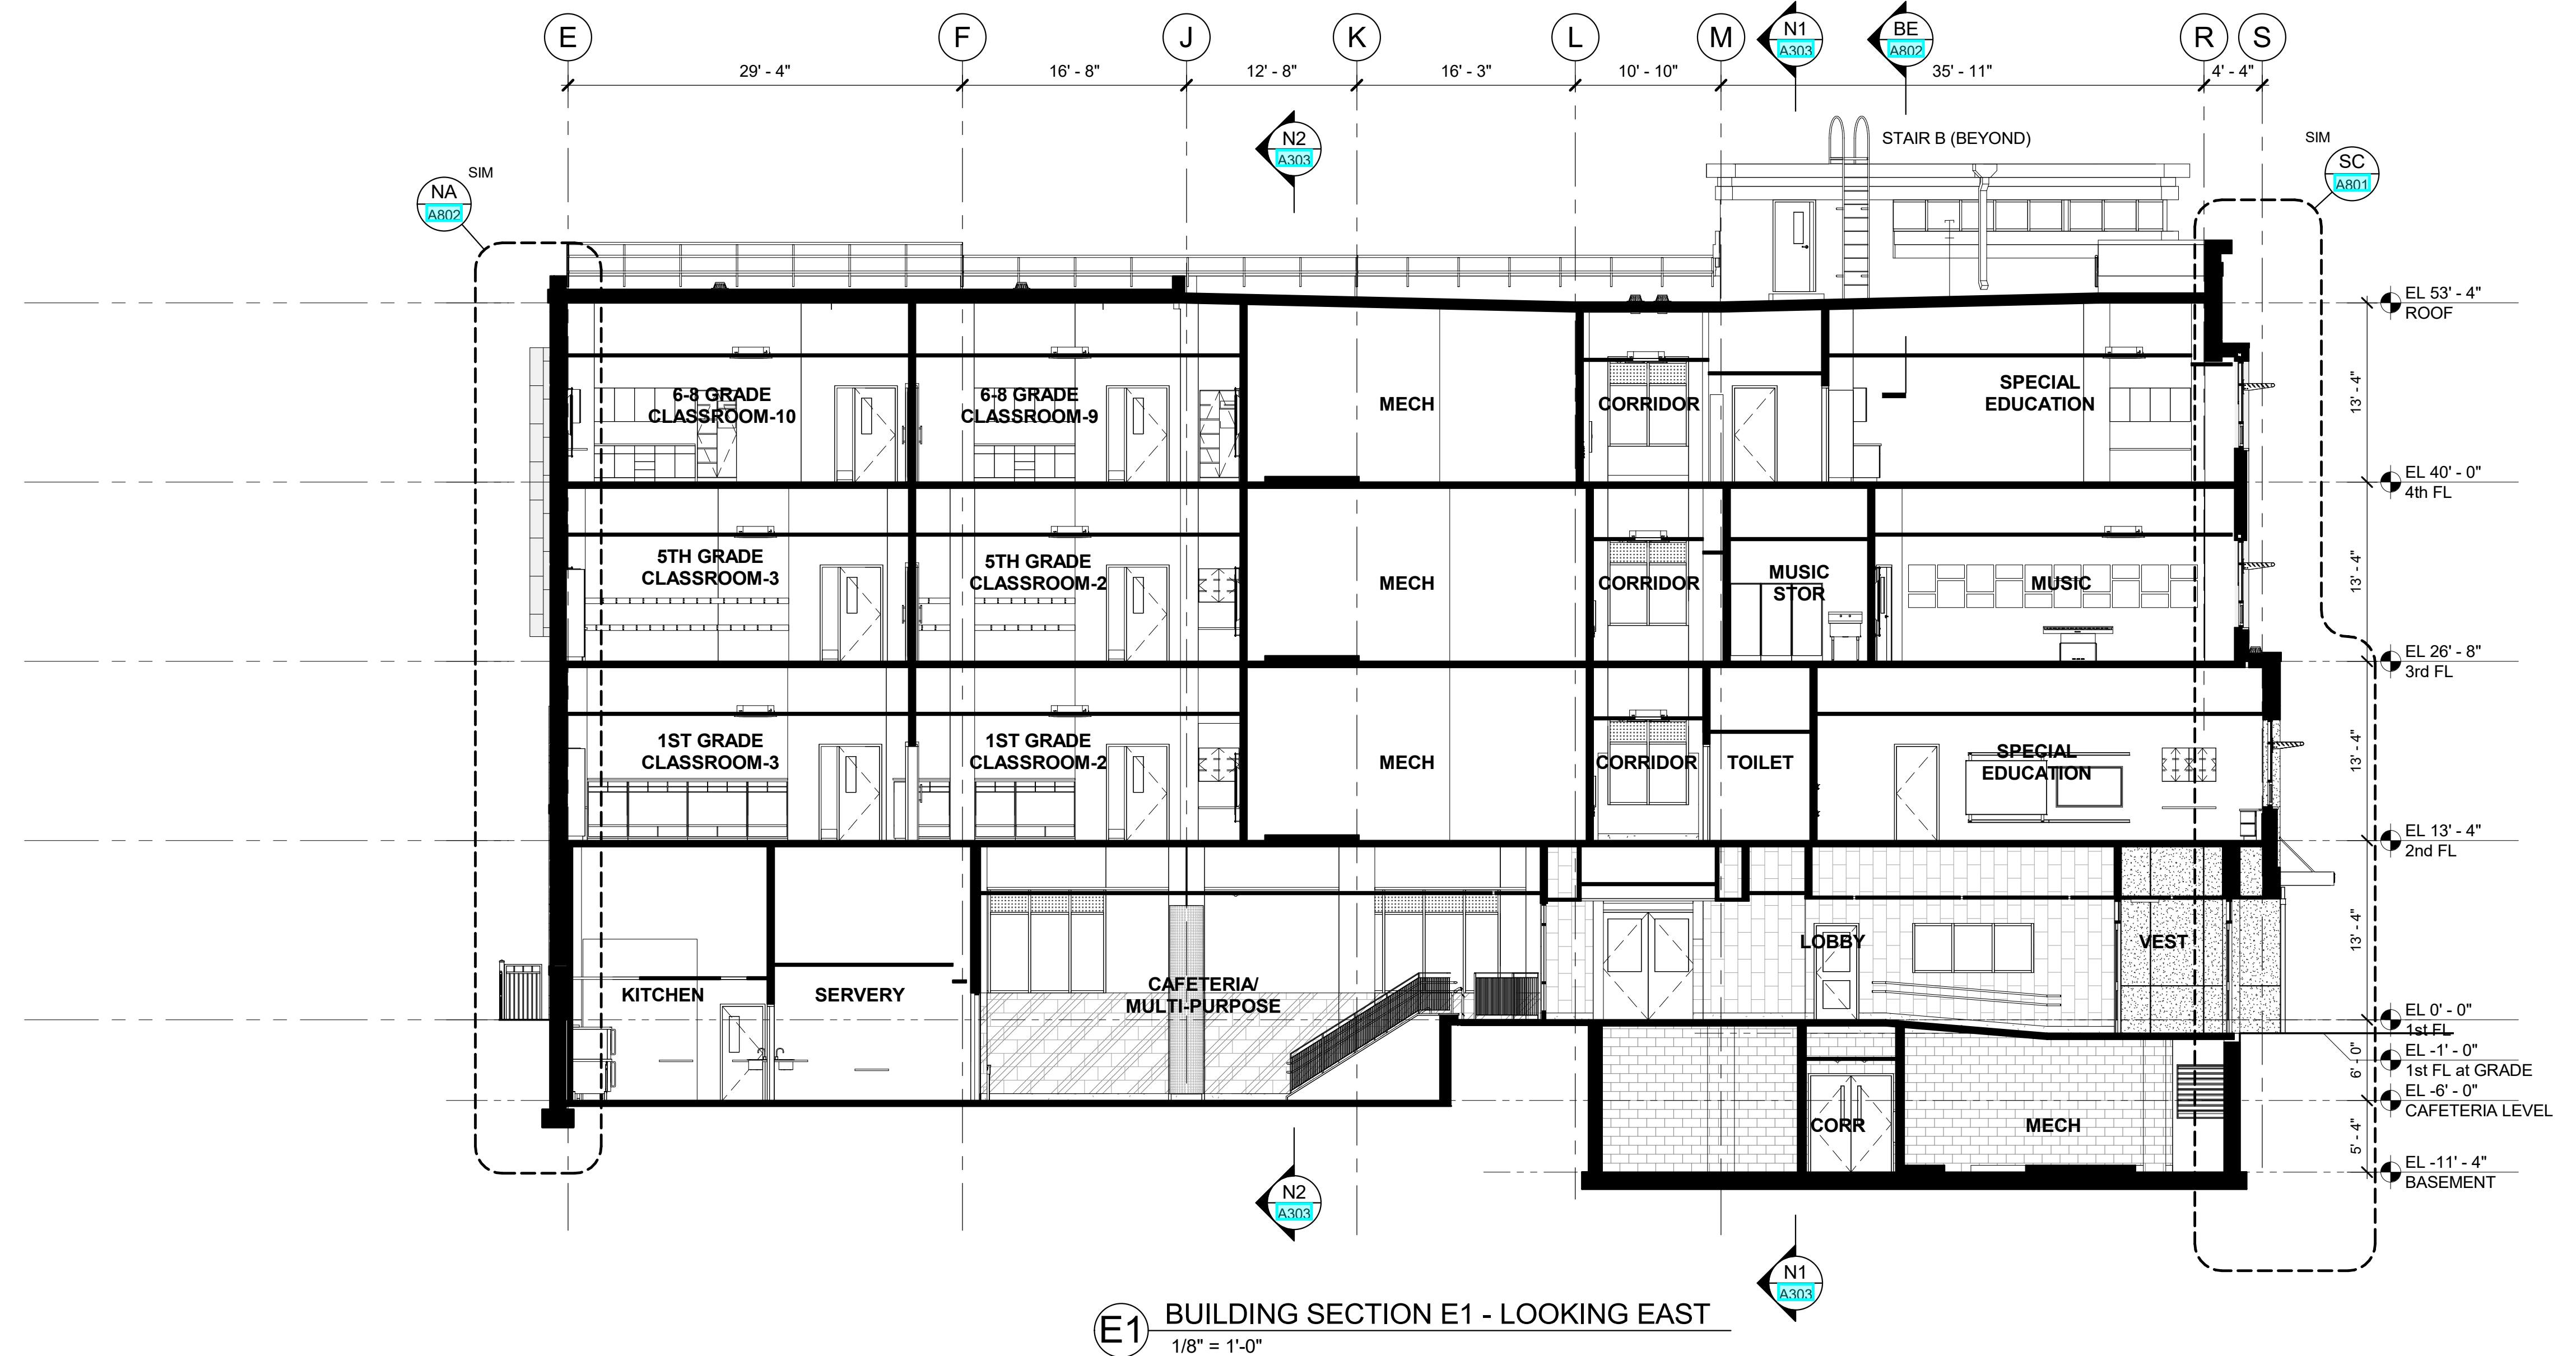 E
F
J
K
L
M
N1
A303
BE
A802
R
S
29' - 4"
16' - 8"
12' - 8"
16' - 3"
10' - 10"
35' - 11"
4' - 4"
N2
A303
STAIR B (BEYOND)
SIM
SC
A801
SIM
NA
A802
EL 53' - 4"
ROOF
6-8 GRADE
CLASSROOM-10
6-8 GRADE
CLASSROOM-9
MECH
CORRIDOR
SPECIAL
EDUCATION
13' - 4"
EL 40' - 0"
4th FL
5TH GRADE
CLASSROOM-3
5TH GRADE
CLASSROOM-2
MECH
CORRIDOR
MUSIC
STOR
MUSIC
13' - 4"
EL 26' - 8"
3rd FL
1ST GRADE
CLASSROOM-3
1ST GRADE
CLASSROOM-2
MECH
CORRIDOR
TOILET
SPECIAL
EDUCATION
13' - 4"
EL 13' - 4"
2nd FL
KITCHEN
SERVERY
CAFETERIA/
MULTI-PURPOSE
LOBBY
VEST
13' - 4"
EL 0' - 0"
1st FL
EL -1' - 0"
1st FL at GRADE
6' - 0"
EL -6' - 0"
CAFETERIA LEVEL
CORR
MECH
5' - 4"
EL -11' - 4"
BASEMENT
N2
A303
N1
A303
E1
BUILDING SECTION E1 - LOOKING EAST
1/8" = 1'-0"